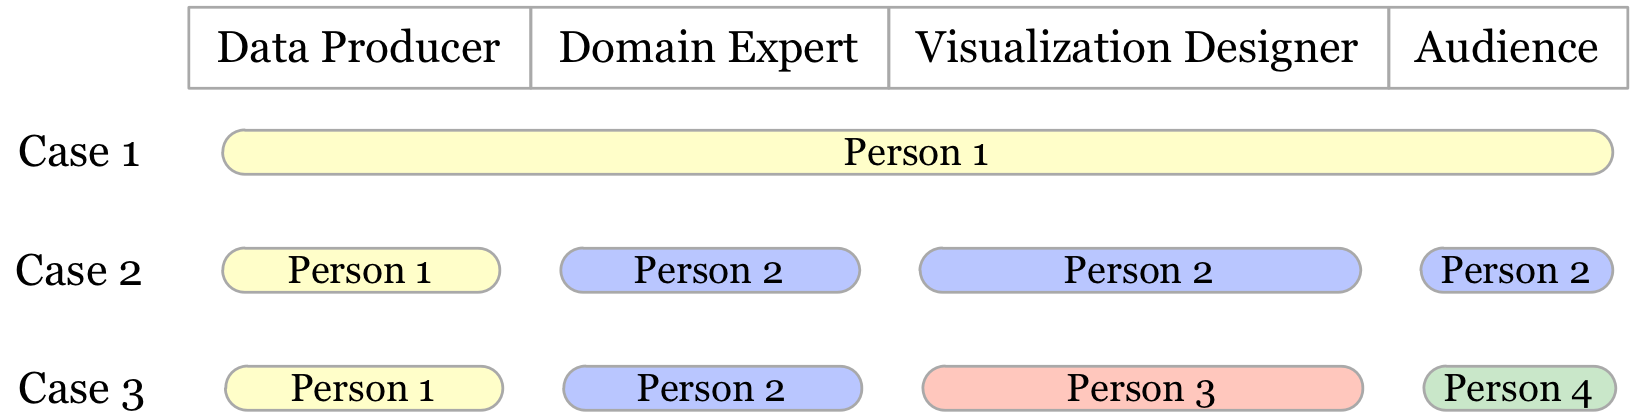 Data Producer Domain Expert Visualization Designer Audience
Case 1 Person 1
Case 2 Person 1 Person 2 Person 2 Person 2
Case 3 Person 1 Person 2 Person 3 Person 4